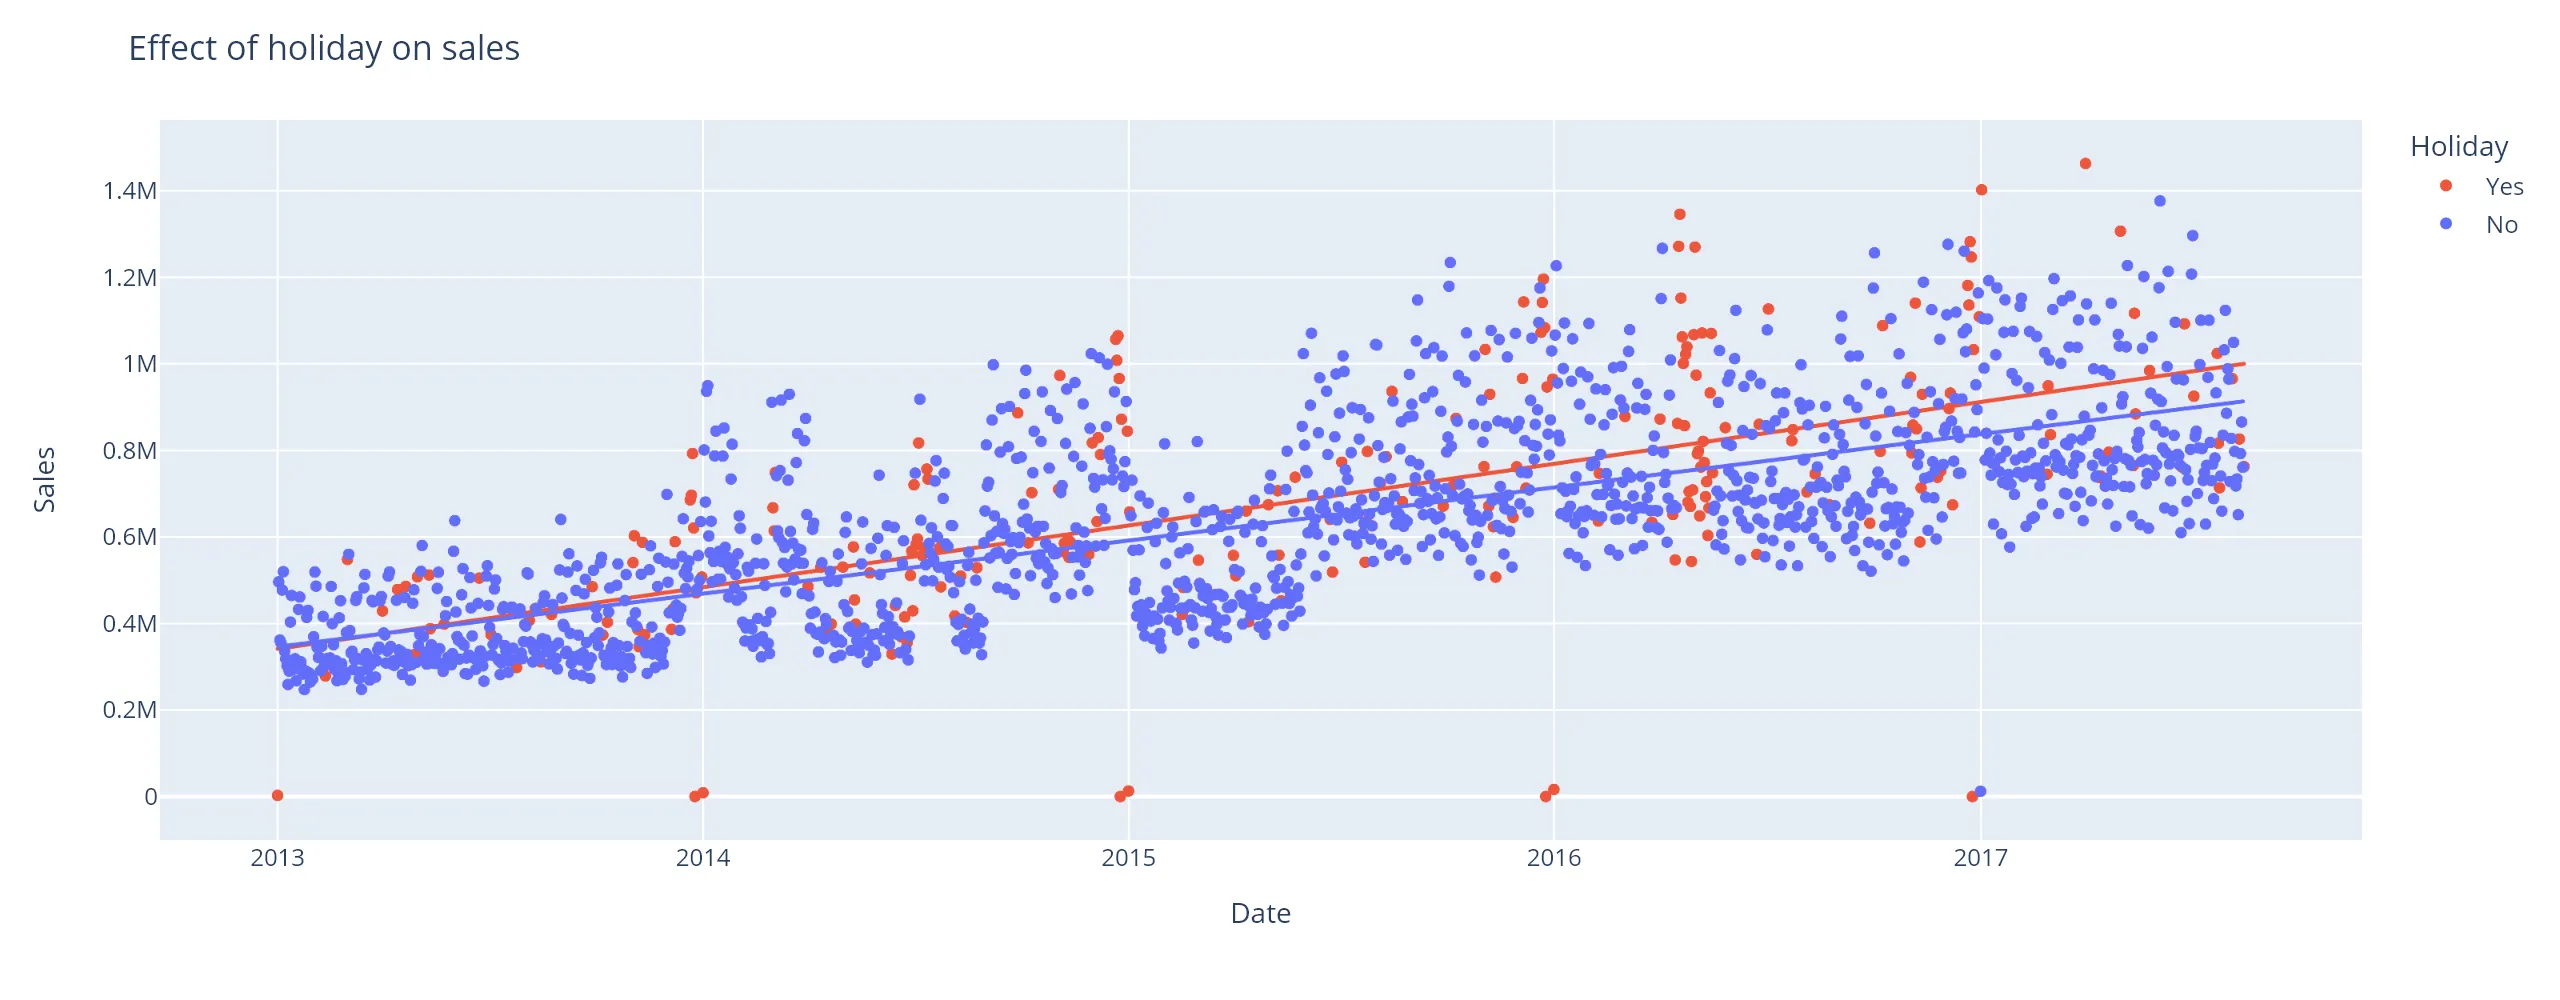 Effect of holiday on sales
Holiday
Yes
No
1.4M
1.2M
1M
0.8M
0.6M
0.4M
0.2M
0
Sales
2013
2014
2015
2016
2017
Date